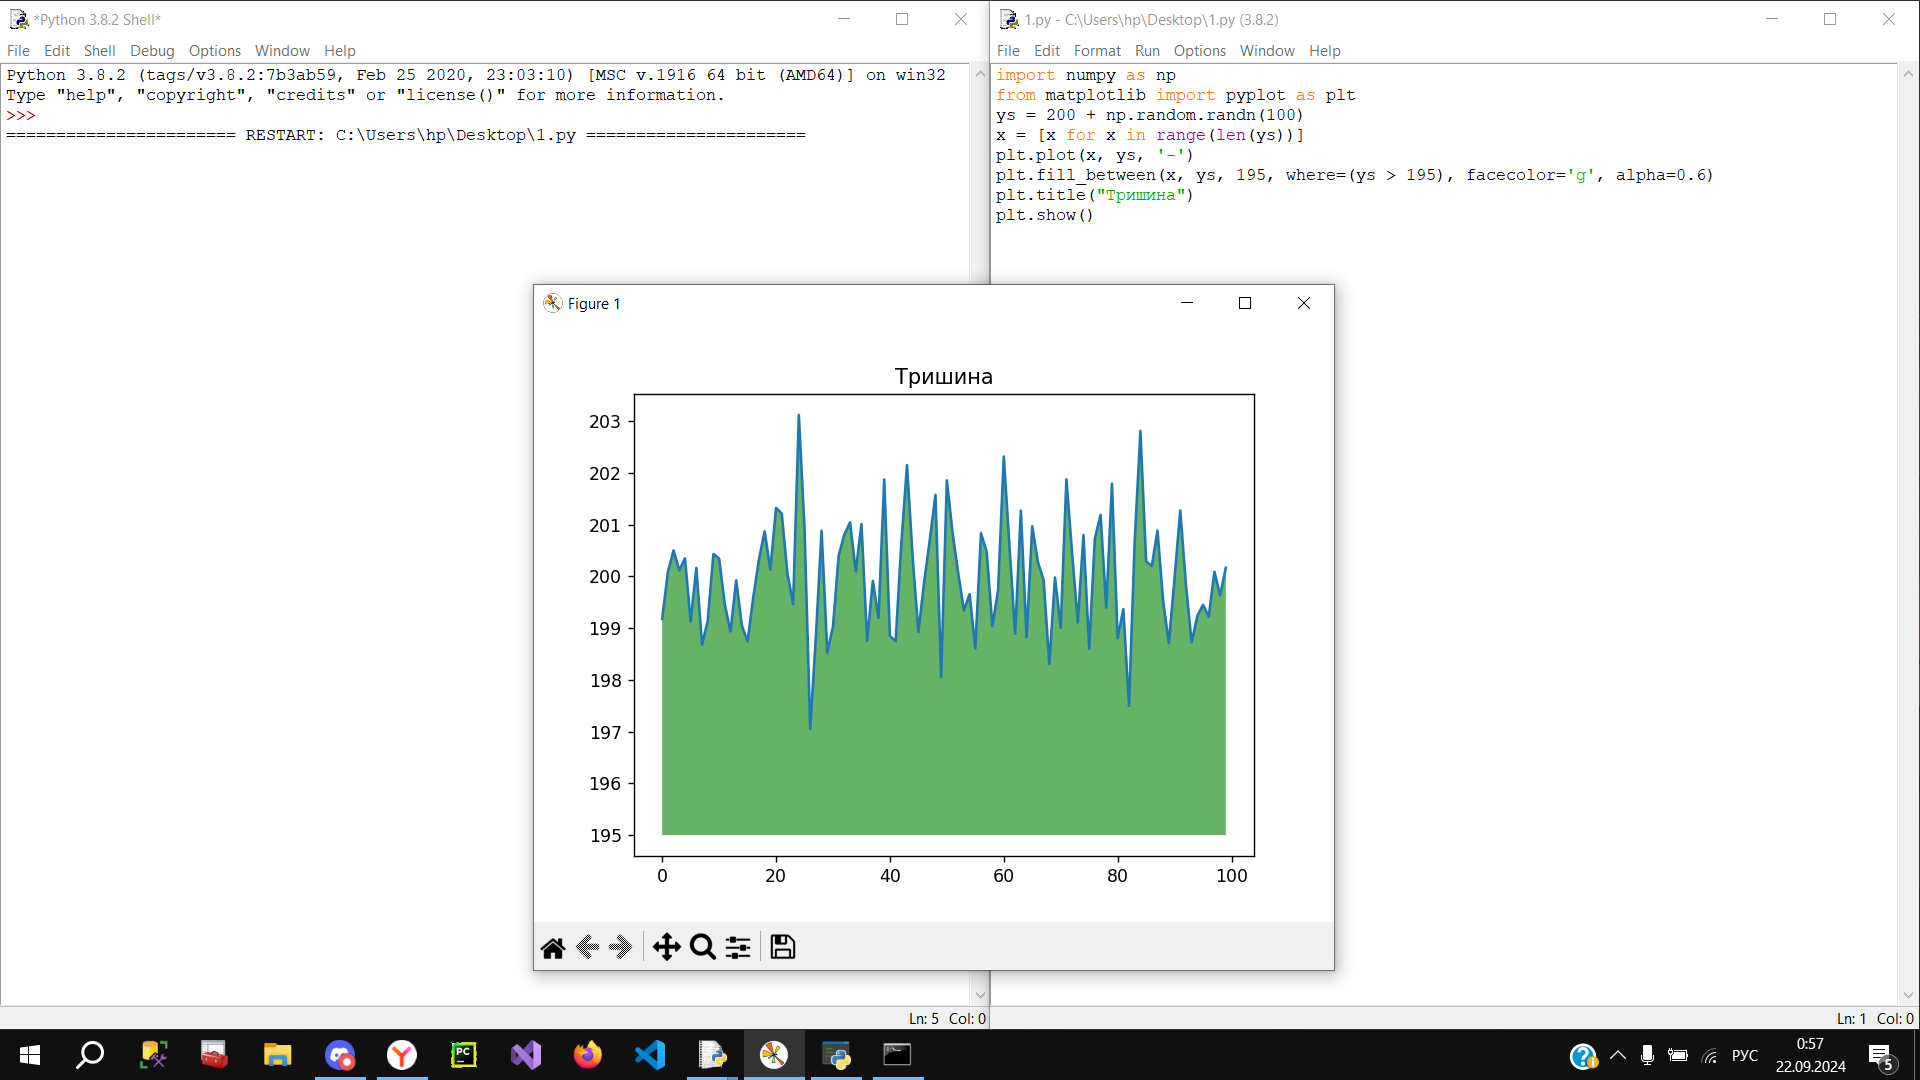 *Python 3.8.2 Shell*
File Edit Shell Debug Options Window Help
Python 3.8.2 (tags/v3.8.2:7b3ab59, Feb 25 2020, 23:03:10) [MSC v.1916 64 bit (AMD64)] on win32
Type "help", "copyright", "credits" or "license()" for more information.
>>>
======================= RESTART: C:\Users\hp\Desktop\1.py ======================
Ln: 5 Col: 0
1.py - C:\Users\hp\Desktop\1.py (3.8.2)
File Edit Format Run Options Window Help
import numpy as np
from matplotlib import pyplot as plt
ys = 200 + np.random.randn(100)
x = [x for x in range(len(ys))]
plt.plot(x, ys, '-')
plt.fill_between(x, ys, 195, where=(ys > 195), facecolor='g', alpha=0.6)
plt.title("Тришина")
plt.show()
Ln: 1 Col: 0
Figure 1
Тришина
203
202
201
200
199
198
197
196
195
0 20 40 60 80 100
PC
РУС
0:57
22.09.2024
5